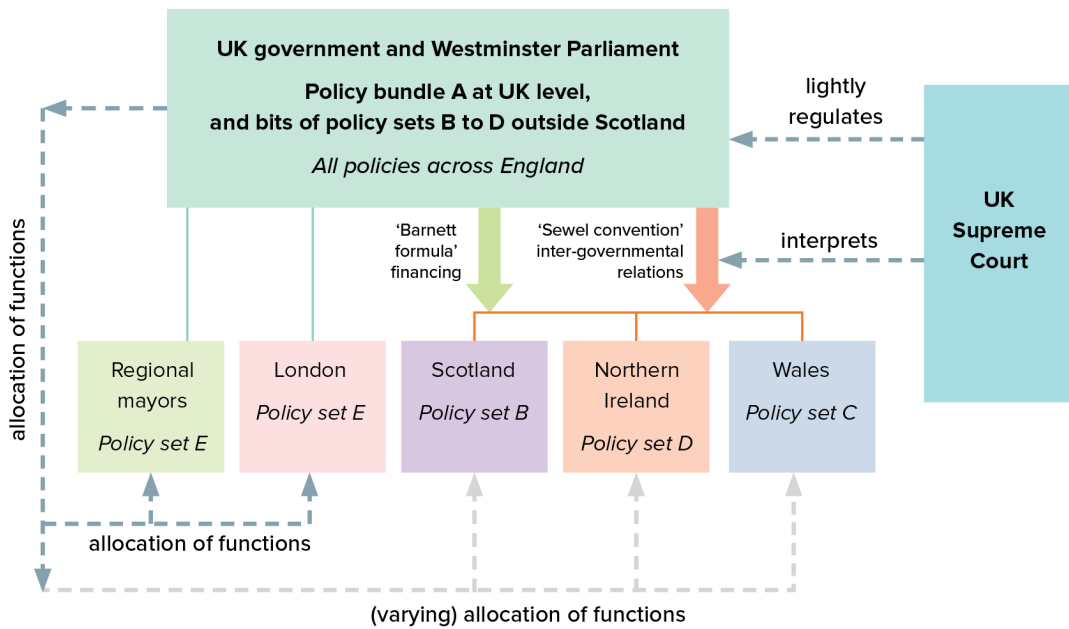 UK government and Westminster Parliament
Policy bundle A at UK level,
and bits of policy sets B to D outside Scotland
All policies across England
lightly
regulates
UK
Supreme
Court
interprets
‘Barnett
formula’
financing
‘Sewel convention’
inter-governmental
relations
allocation of functions
Regional
mayors
Policy set E
London
Policy set E
Scotland
Policy set B
Northern
Ireland
Policy set D
Wales
Policy set C
allocation of functions
(varying) allocation of functions